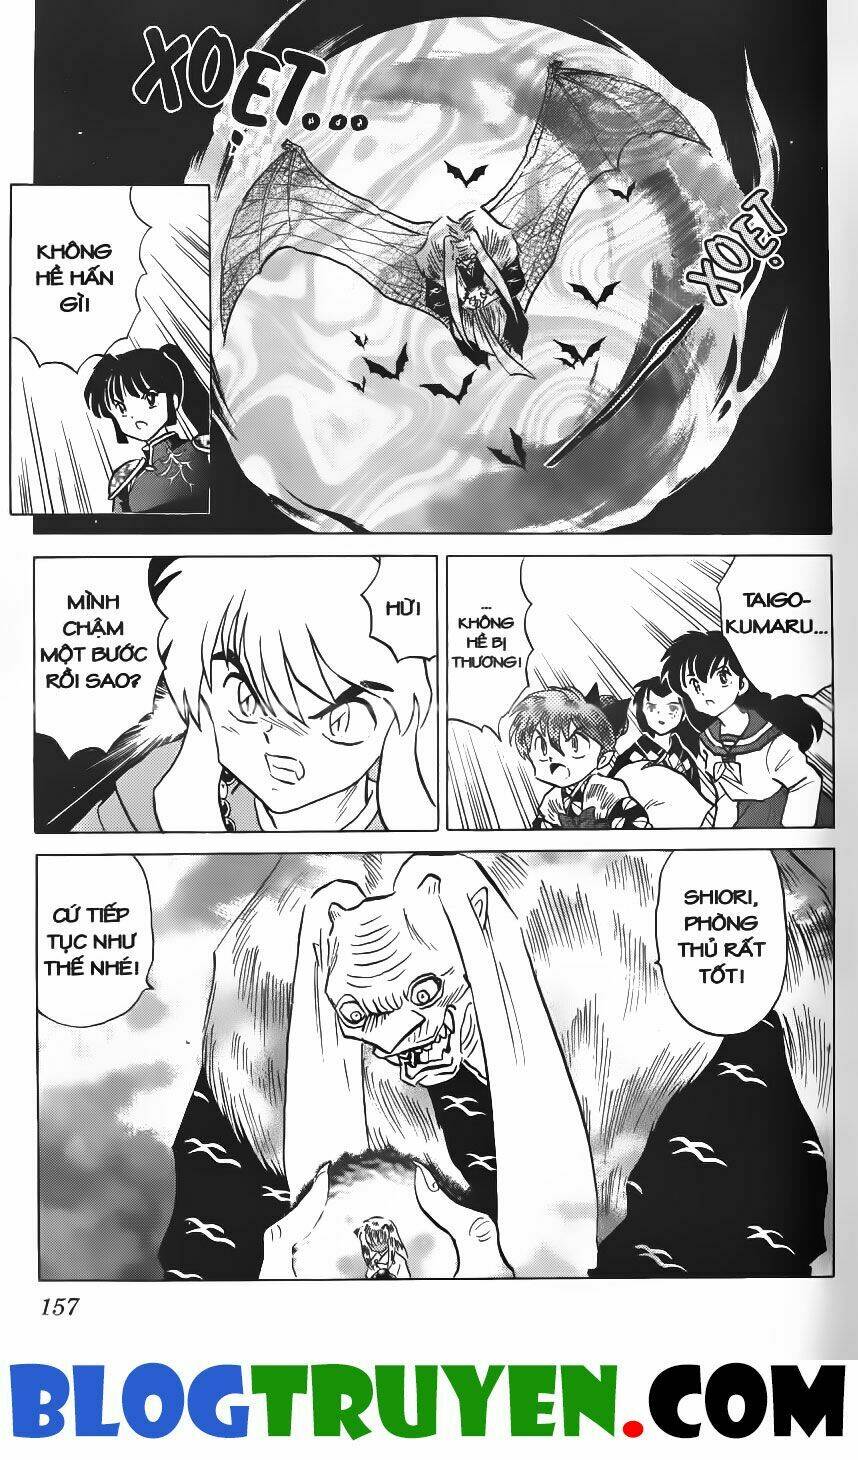 XOẸT...
XOẸT
KHÔNG
HỀ HẤN
GÌ!
TAIGO-
KUMARU...
...
KHÔNG
HỀ BỊ
THƯƠNG!
HỪ!
MÌNH
CHẬM
MỘT BƯỚC
RỒI SAO?
SHIORI,
PHÒNG
THỦ RẤT
TỐT!
CỨ TIẾP
TỤC NHƯ
THẾ NHÉ!
157
BLOGTRUYEN.COM